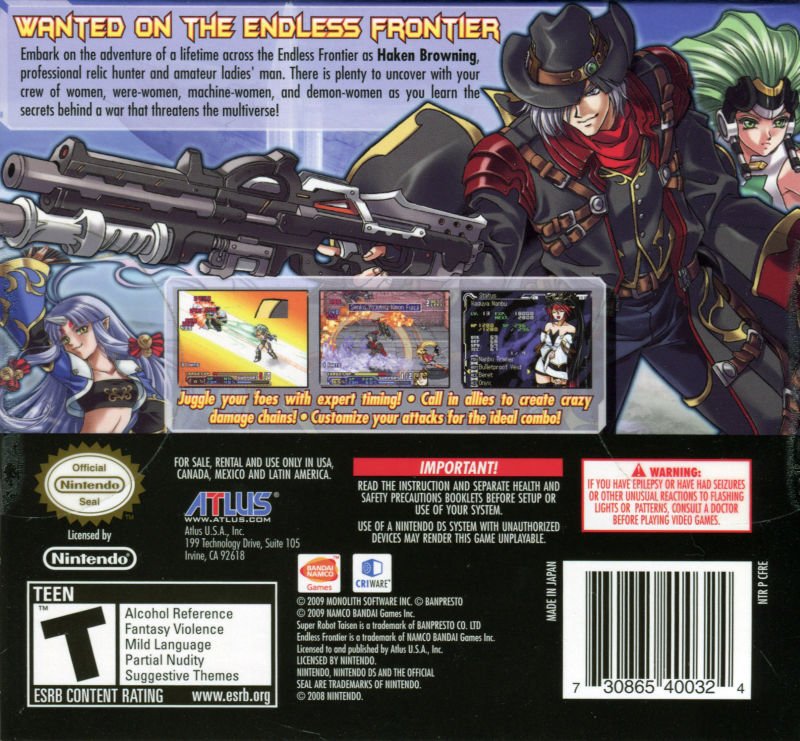 WANTED ON THE ENDLESS FRONTIER
Embark on the adventure of a lifetime across the Endless Frontier as Haken Browning,
professional relic hunter and amateur ladies' man. There is plenty to uncover with your
crew of women, were-women, machine-women, and demon-women as you learn the
secrets behind a war that threatens the multiverse!
Status
Kaguya Nanbu
Bulletproof Vest
Beret
Juggle your foes with expert timing! • Call in allies to create crazy
damage chains! • Customize your attacks for the ideal combo!
Official
Nintendo
Seal
Licensed by
Nintendo
FOR SALE, RENTAL AND USE ONLY IN USA,
CANADA, MEXICO AND LATIN AMERICA.
ATLUS
WWW.ATLUS.COM
Atlus U.S.A., Inc.
199 Technology Drive, Suite 105
Irvine, CA 92618
IMPORTANT!
READ THE INSTRUCTION AND SEPARATE HEALTH AND
SAFETY PRECAUTIONS BOOKLETS BEFORE SETUP OR
USE OF YOUR SYSTEM.
USE OF A NINTENDO DS SYSTEM WITH UNAUTHORIZED
DEVICES MAY RENDER THIS GAME UNPLAYABLE.
WARNING:
IF YOU HAVE EPILEPSY OR HAVE HAD SEIZURES
OR OTHER UNUSUAL REACTIONS TO FLASHING
LIGHTS OR PATTERNS, CONSULT A DOCTOR
BEFORE PLAYING VIDEO GAMES.
TEEN
T
TM
Alcohol Reference
Fantasy Violence
Mild Language
Partial Nudity
Suggestive Themes
ESRB CONTENT RATING www.esrb.org
BANDAI
NAMCO
Games
CRIWARE
© 2009 MONOLITH SOFTWARE INC. © BANPRESTO
© 2009 NAMCO BANDAI Games Inc.
Super Robot Taisen is a trademark of BANPRESTO CO. LTD
Endless Frontier is a trademark of NAMCO BANDAI Games Inc.
Licensed to and published by Atlus U.S.A., Inc.
LICENSED BY NINTENDO.
NINTENDO, NINTENDO DS AND THE OFFICIAL
SEAL ARE TRADEMARKS OF NINTENDO.
© 2008 NINTENDO.
MADE IN JAPAN
NTR P CFRE
7 30865 40032 4